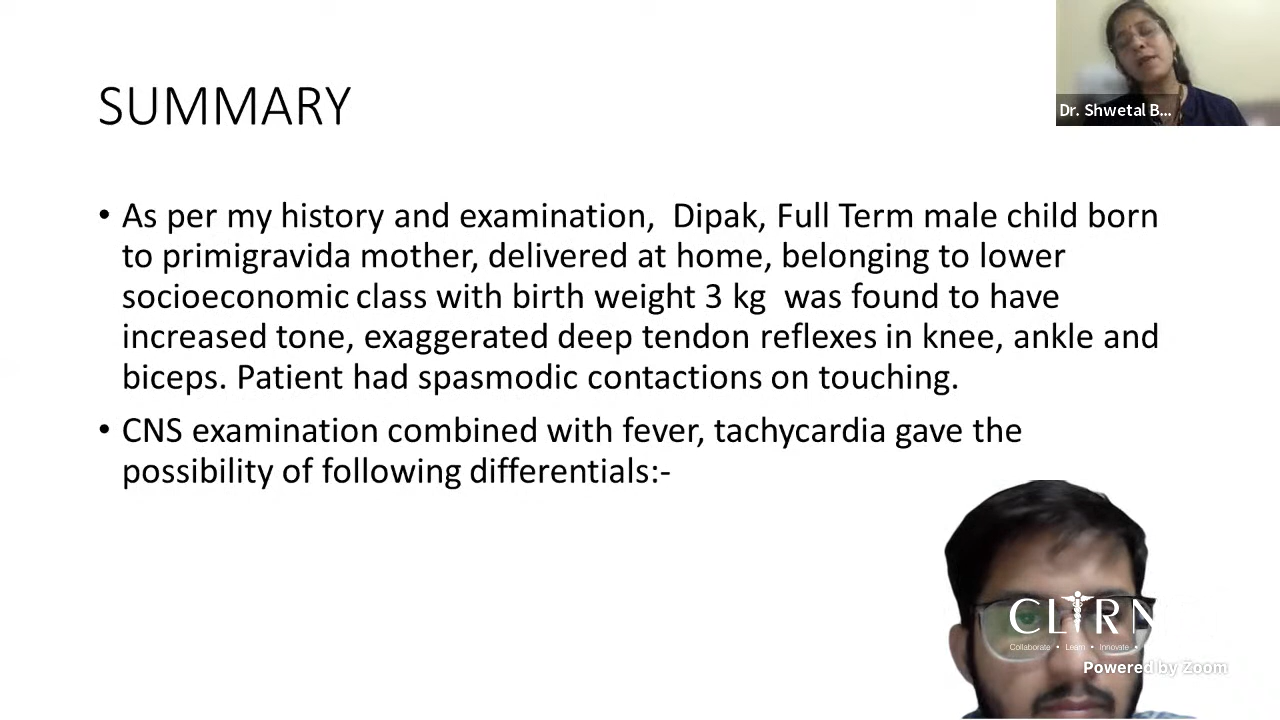 SUMMARY
Dr. Shwetal B...
• As per my history and examination,  Dipak, Full Term male child born
to primigravida mother, delivered at home, belonging to lower
socioeconomic class with birth weight 3 kg  was found to have
increased tone, exaggerated deep tendon reflexes in knee, ankle and
biceps. Patient had spasmodic contactions on touching.
• CNS examination combined with fever, tachycardia gave the
possibility of following differentials:-
CLIRN
Collaborate • Learn • Innovate •
Powered by Zoom